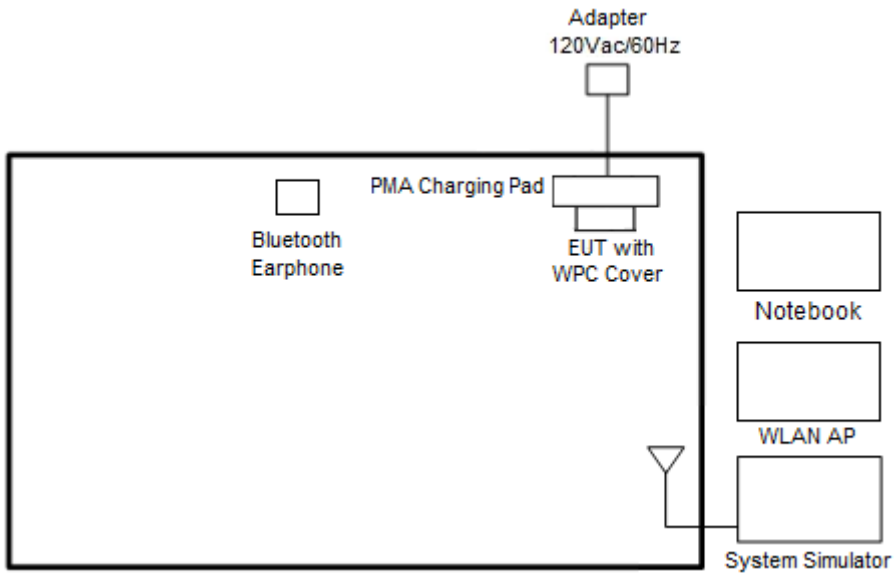 Adapter
120Vac/60Hz
PMA Charging Pad
Bluetooth
Earphone
EUT with
WPC Cover
Notebook
WLAN AP
System Simulator